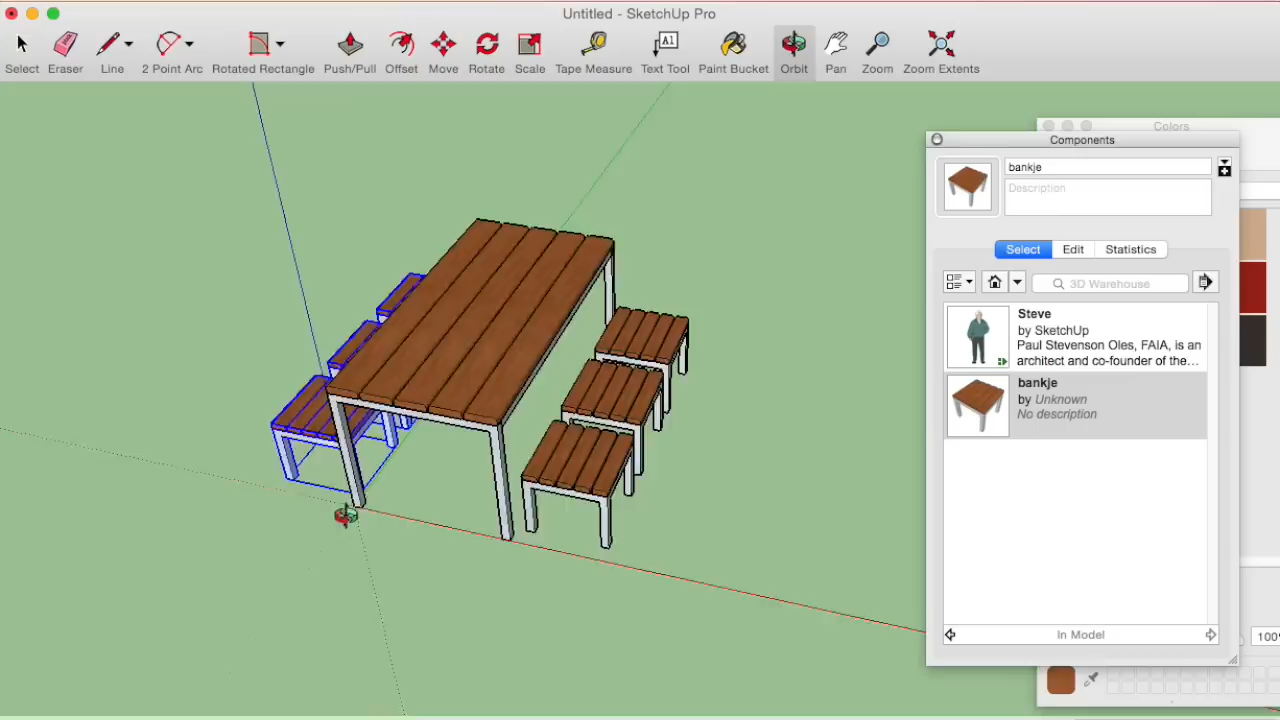 Untitled - SketchUp Pro
Select Eraser Line 2 Point Arc Rotated Rectangle Push/Pull Offset Move Rotate Scale Tape Measure Text Tool Paint Bucket Orbit Pan Zoom Zoom Extents
A1
Colors
Components
bankje
Description
Select Edit Statistics
3D Warehouse
Steve
by SketchUp
Paul Stevenson Oles, FAIA, is an
architect and co-founder of the...
bankje
by Unknown
No description
In Model
100%